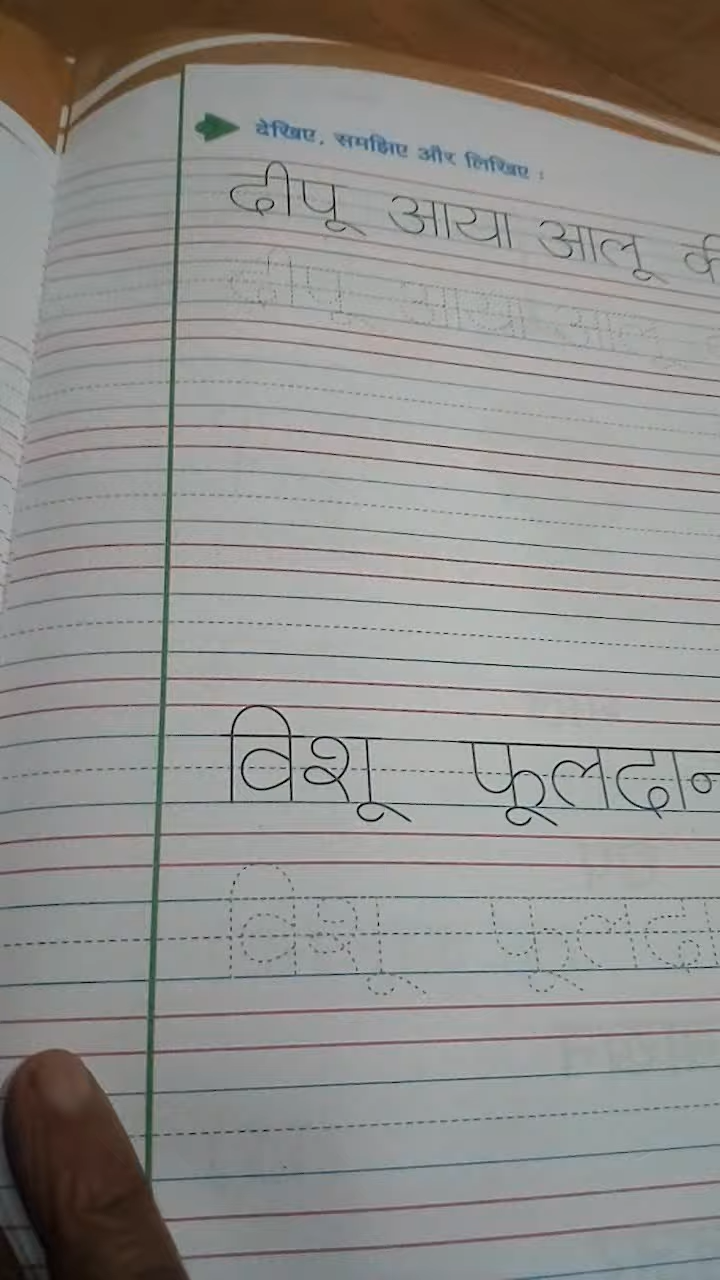 देखिए, समझिए और लिखिए :
दीपू आया आलू
दीपू आया आलू
विशू फूलदान
विशू फूलदा